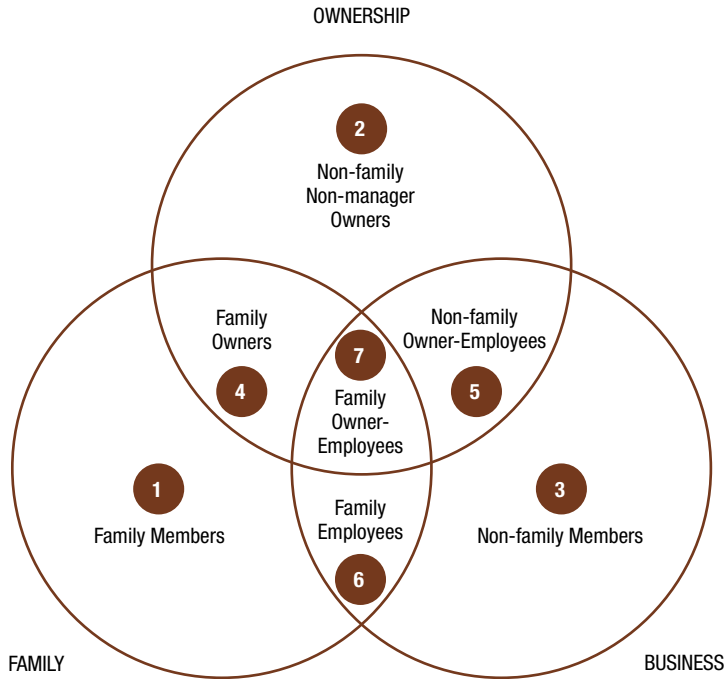 OWNERSHIP
2
Non-family
Non-manager
Owners
Family
Owners
4
7
Family
Owner-
Employees
Non-family
Owner-Employees
5
1
Family Members
Family
Employees
6
3
Non-family Members
FAMILY
BUSINESS